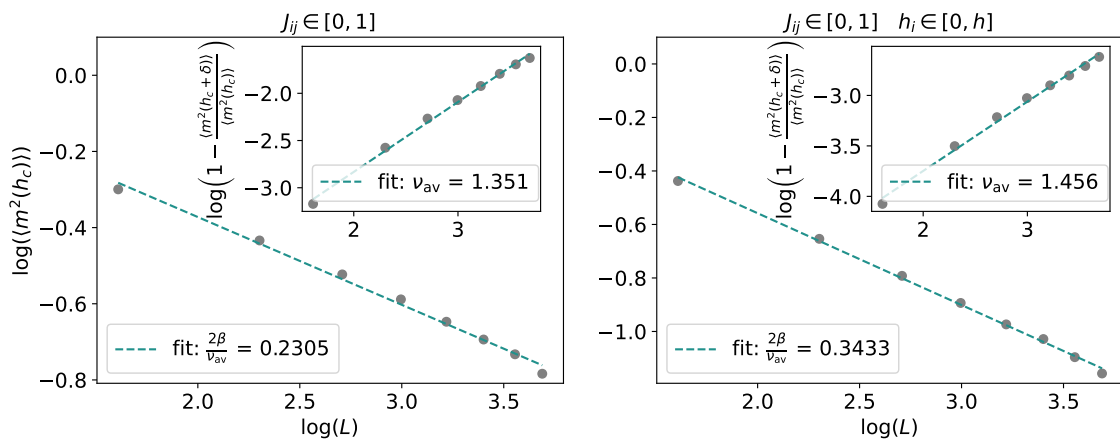 J_{ij} ∈ [0, 1]
log(⟨m²(h_c)⟩)
0.0
−0.2
−0.4
−0.6
−0.8
2.0 2.5 3.0 3.5
log(L)
fit: 2β/ν_av = 0.2305
log(1 − ⟨m²(h_c + δ)⟩/⟨m²(h_c)⟩)
−2.0
−2.5
−3.0
2 3
fit: ν_av = 1.351
J_{ij} ∈ [0, 1] h_i ∈ [0, h]
0.0
−0.2
−0.4
−0.6
−0.8
−1.0
2.0 2.5 3.0 3.5
log(L)
fit: 2β/ν_av = 0.3433
log(1 − ⟨m²(h_c + δ)⟩/⟨m²(h_c)⟩)
−3.0
−3.5
−4.0
2 3
fit: ν_av = 1.456